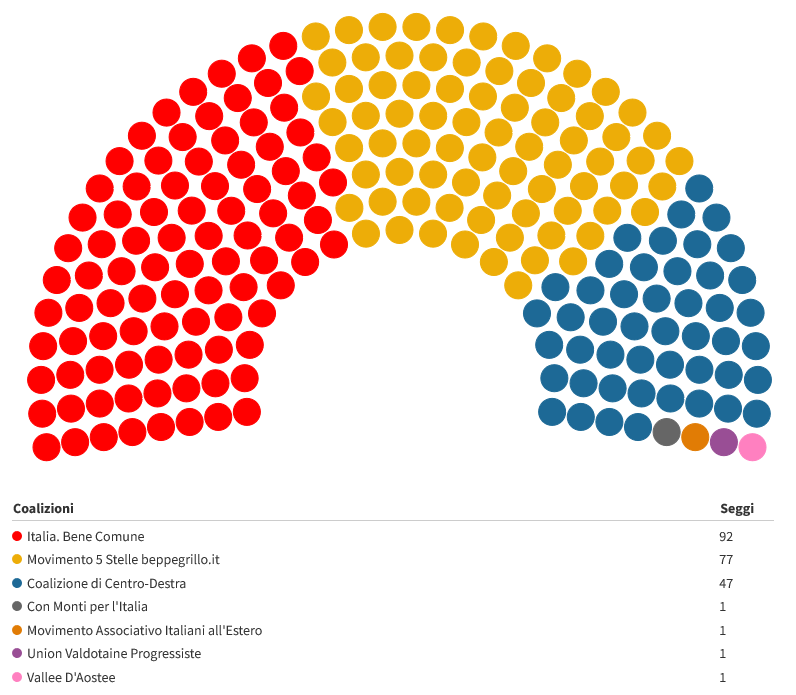 Coalizioni Seggi
Italia. Bene Comune 92
Movimento 5 Stelle beppegrillo.it 77
Coalizione di Centro-Destra 47
Con Monti per l'Italia 1
Movimento Associativo Italiani all'Estero 1
Union Valdotaine Progressiste 1
Vallee D'Aostee 1